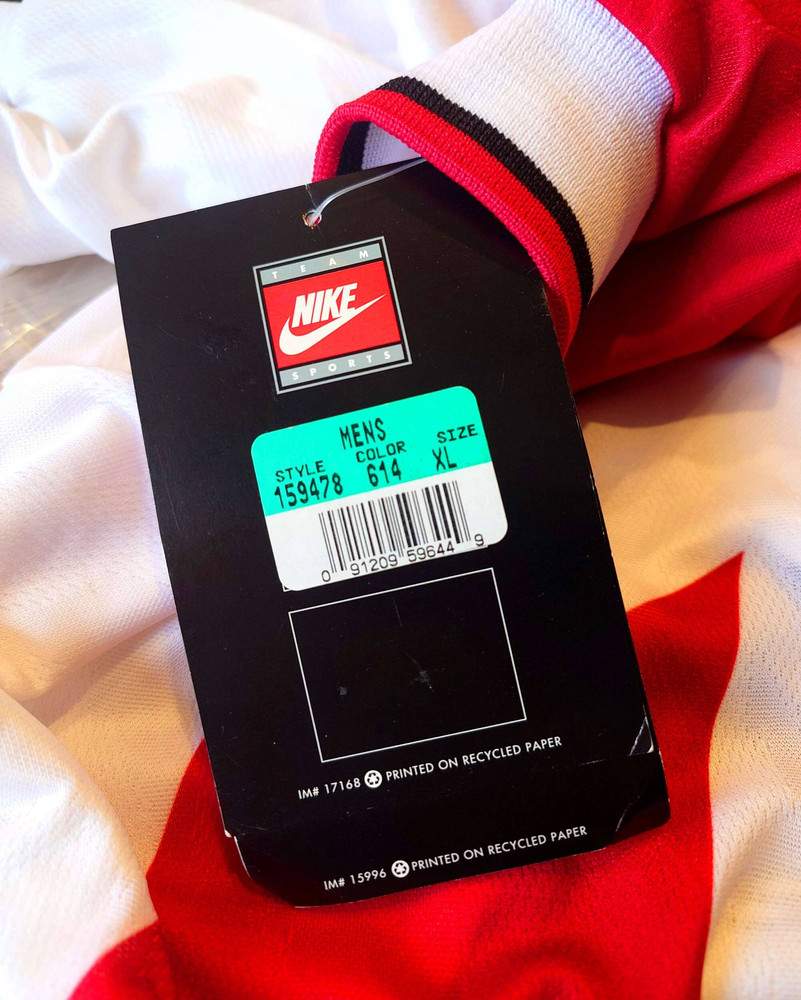 TEAM
NIKE
SPORTS
MENS
STYLE COLOR SIZE
159478 614 XL
0 91209 59644 9
IM# 17168 PRINTED ON RECYCLED PAPER
IM# 15996 PRINTED ON RECYCLED PAPER